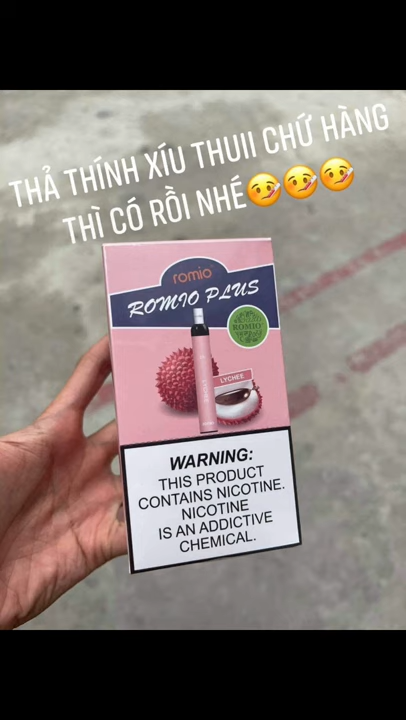 THẢ THÍNH XÍU THUII CHỨ HÀNG
THÌ CÓ RỒI NHÉ🤒🤒🤒
romio
ROMIO PLUS
ROMIO
LYCHEE
WARNING:
THIS PRODUCT
CONTAINS NICOTINE.
NICOTINE
IS AN ADDICTIVE
CHEMICAL.